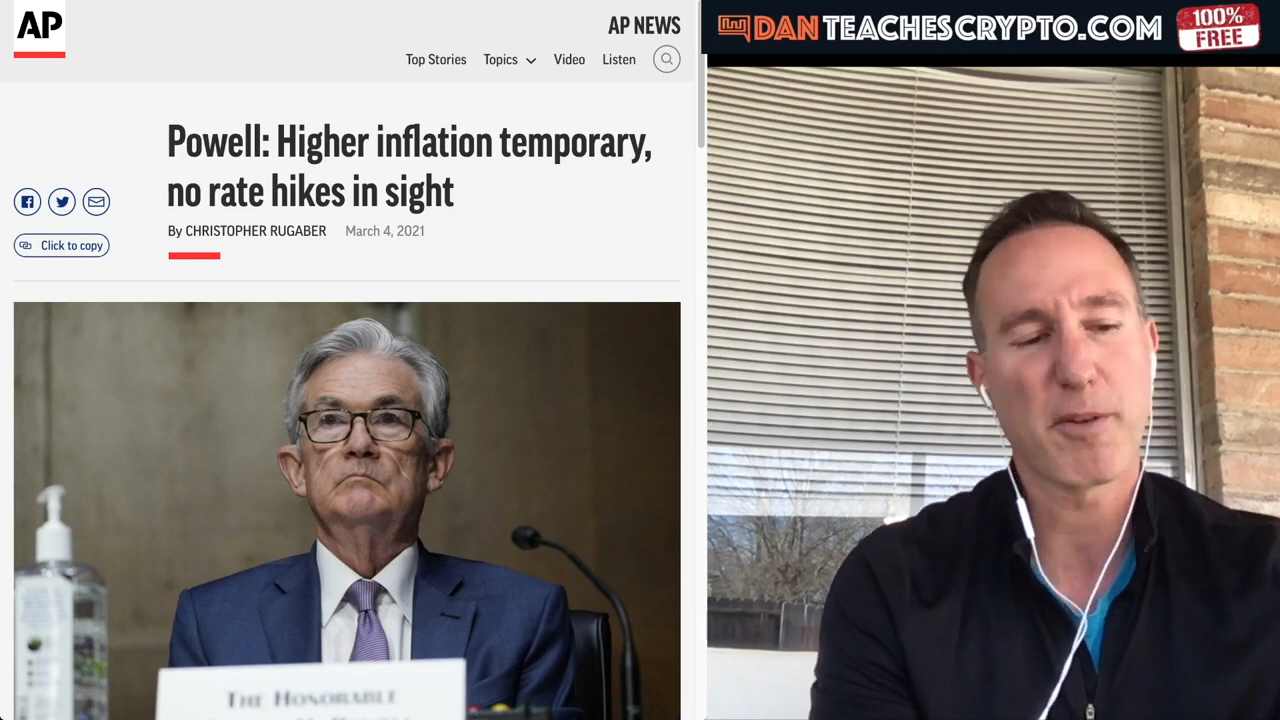 AP
AP NEWS
Top Stories Topics Video Listen
Powell: Higher inflation temporary,
no rate hikes in sight
By CHRISTOPHER RUGABER March 4, 2021
Click to copy
THE HONORABLE
DANTEACHESCRYPTO.COM
100%
FREE